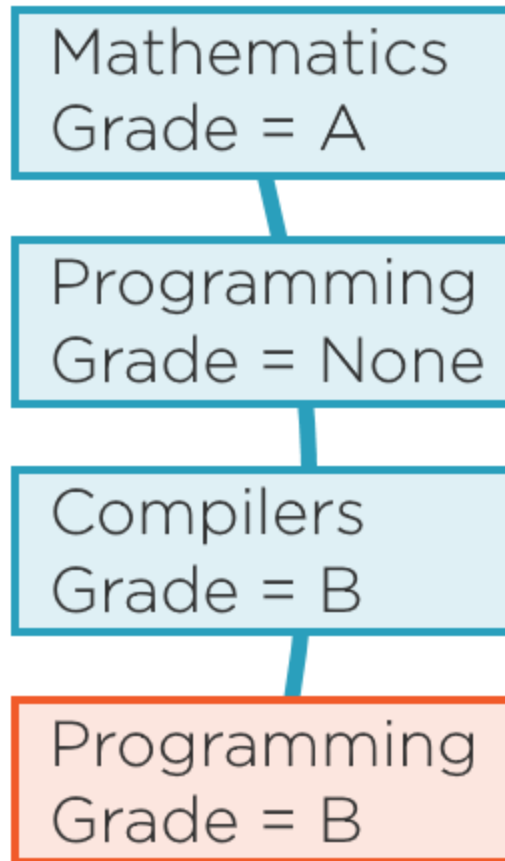 Mathematics
Grade = A
Programming
Grade = None
Compilers
Grade = B
Programming
Grade = B